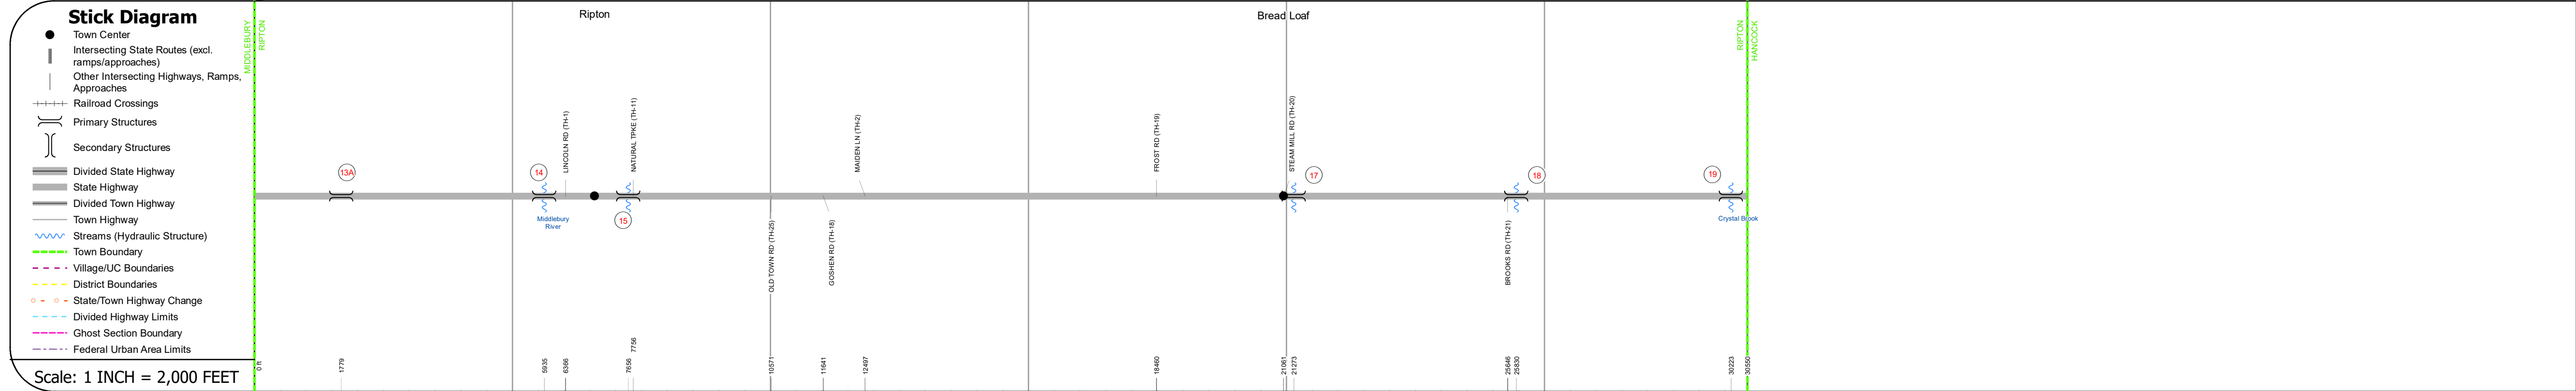 Stick Diagram
Town Center
Intersecting State Routes (excl.
ramps/approaches)
Other Intersecting Highways, Ramps,
Approaches
Railroad Crossings
Primary Structures
Secondary Structures
Divided State Highway
State Highway
Divided Town Highway
Town Highway
Streams (Hydraulic Structure)
Town Boundary
Village/UC Boundaries
District Boundaries
State/Town Highway Change
Divided Highway Limits
Ghost Section Boundary
Federal Urban Area Limits
Scale: 1 INCH = 2,000 FEET
MIDDLEBURY
RIPTON
Ripton
Bread Loaf
RIPTON
HANCOCK
LINCOLN RD (TH-1)
NATURAL TPKE (TH-11)
MAIDEN LN (TH-2)
FROST RD (TH-19)
STEAM MILL RD (TH-20)
13A
14
15
17
18
19
Middlebury
River
Crystal Brook
OLD TOWN RD (TH-25)
GOSHEN RD (TH-18)
BROOKS RD (TH-21)
0 ft
1779
5935
6366
7656
7756
10571
11641
12497
18460
21061
21273
25646
25830
30223
30550